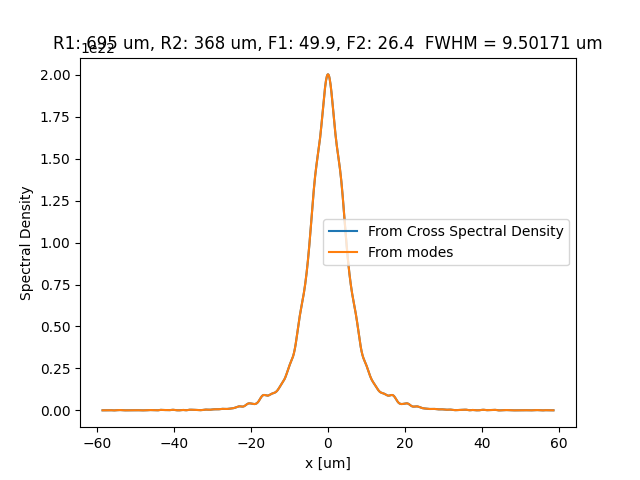 R1: 695 um, R2: 368 um, F1: 49.9, F2: 26.4  FWHM = 9.50171 um
1e22
2.00
1.75
1.50
1.25
1.00
0.75
0.50
0.25
0.00
Spectral Density
From Cross Spectral Density
From modes
−60
−40
−20
0
20
40
60
x [um]